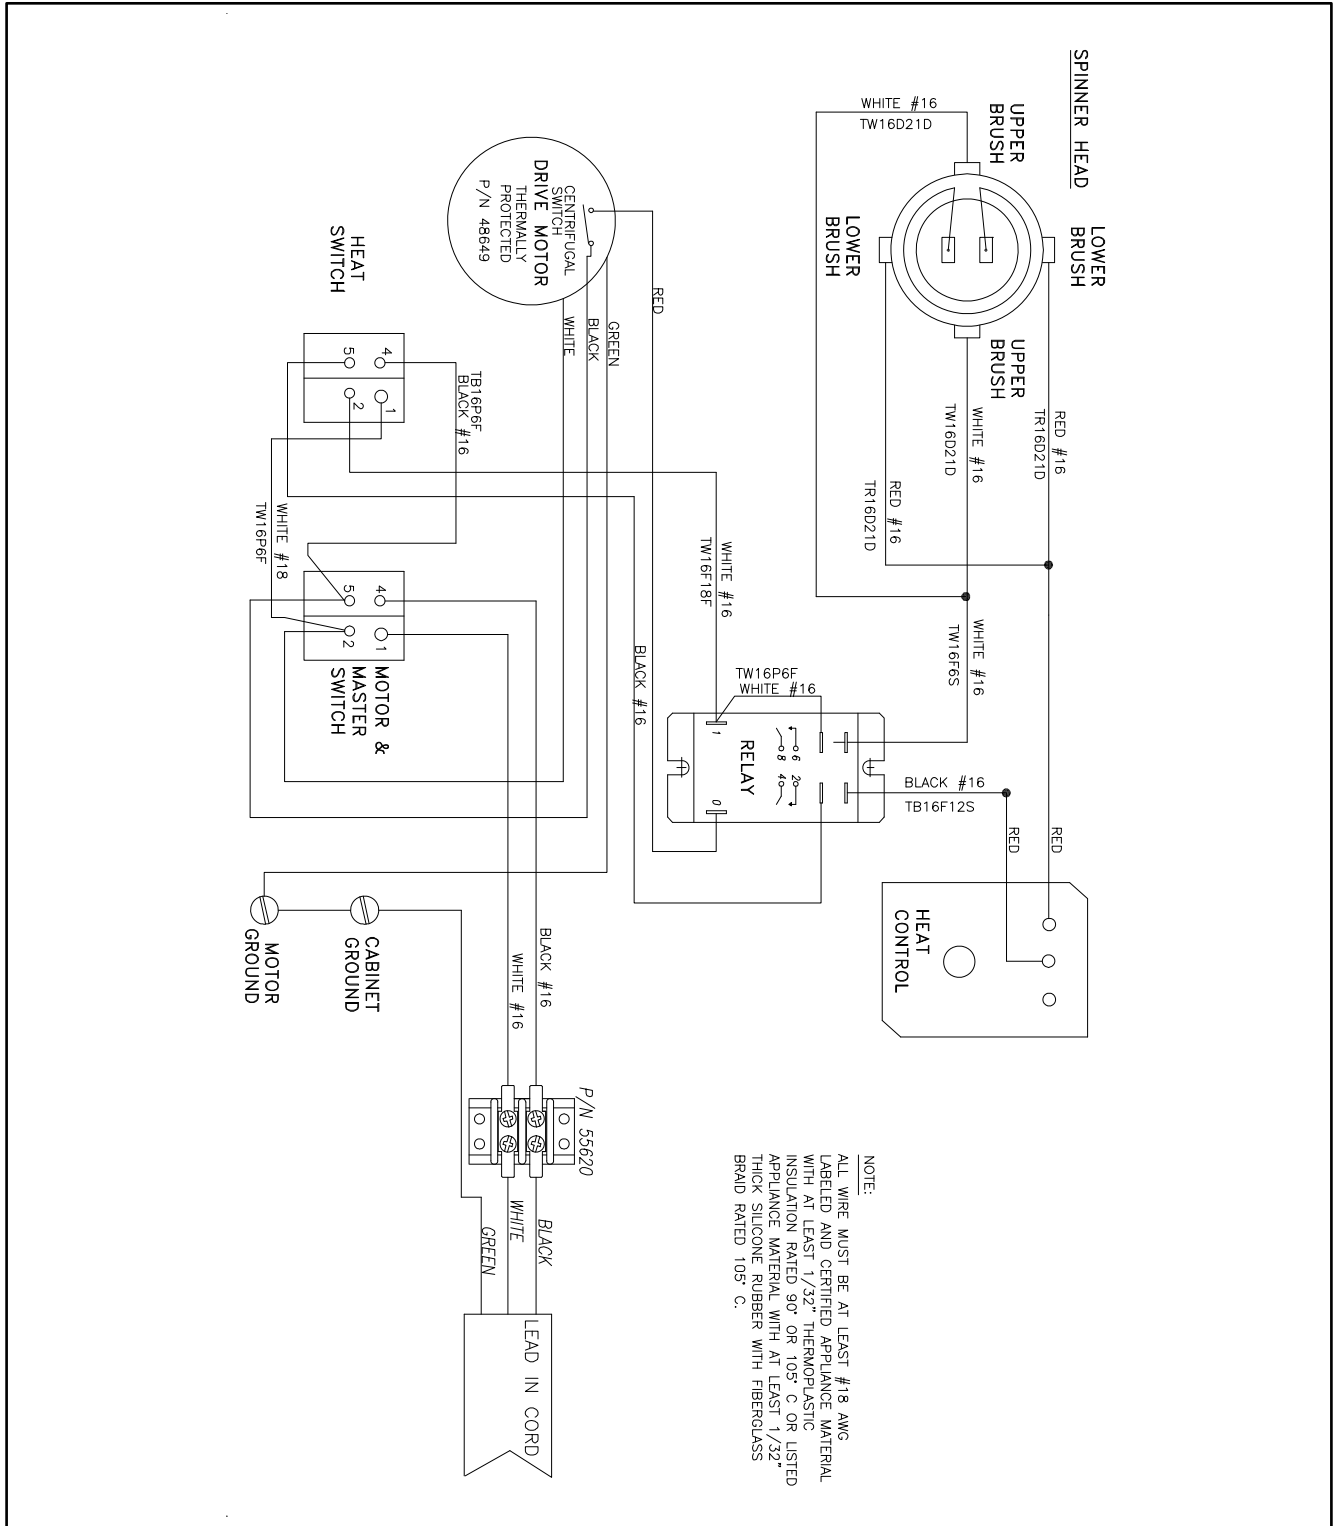 SPINNER HEAD
WHITE #16
TW16D21D
UPPER
BRUSH
LOWER
BRUSH
LOWER
BRUSH
UPPER
BRUSH
RED #16
TR16D21D
WHITE #16
TW16D21D
RED #16
TR16D21D
WHITE #16
TW16F6S
DRIVE MOTOR
CENTRIFUGAL
SWITCH
THERMALLY
PROTECTED
P/N 48649
RED
GREEN
BLACK
WHITE
HEAT
SWITCH
4
5
1
2
TB16P6F
BLACK #16
WHITE #18
TW16P6F
4
5
1
2
MOTOR &
MASTER
SWITCH
WHITE #16
TW16F18F
BLACK #16
TW16P6F
WHITE #16
RELAY
1
0
6
8
2
4
BLACK #16
TB16F12S
RED
RED
HEAT
CONTROL
CABINET
GROUND
MOTOR
GROUND
BLACK #16
WHITE #16
P/N 55620
BLACK
WHITE
GREEN
LEAD IN CORD
NOTE:
ALL WIRE MUST BE AT LEAST #18 AWG
LABELED AND CERTIFIED APPLIANCE MATERIAL
WITH AT LEAST 1/32" THERMOPLASTIC
INSULATION RATED 90° OR 105° C OR LISTED
APPLIANCE MATERIAL WITH AT LEAST 1/32"
THICK SILICONE RUBBER WITH FIBERGLASS
BRAID RATED 105° C.